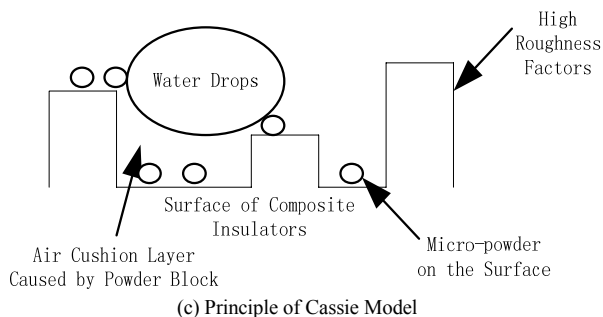 High
Roughness
Factors
Water Drops
Surface of Composite
Insulators
Air Cushion Layer
Caused by Powder Block
Micro-powder
on the Surface
(c) Principle of Cassie Model